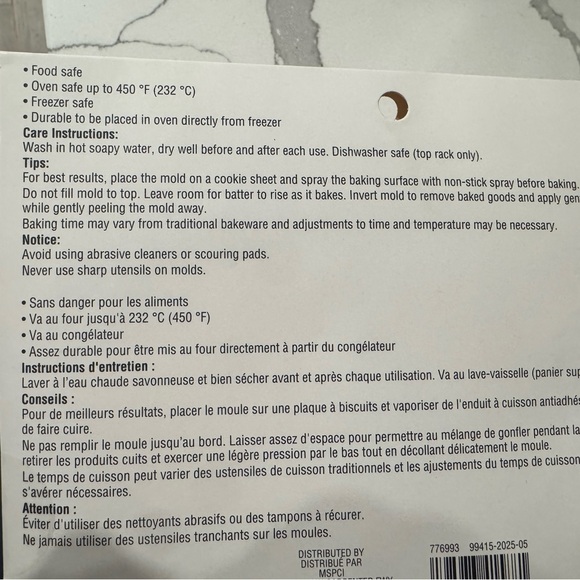 • Food safe
• Oven safe up to 450 °F (232 °C)
• Freezer safe
• Durable to be placed in oven directly from freezer
Care Instructions:
Wash in hot soapy water, dry well before and after each use. Dishwasher safe (top rack only).
Tips:
For best results, place the mold on a cookie sheet and spray the baking surface with non-stick spray before baking.
Do not fill mold to top. Leave room for batter to rise as it bakes. Invert mold to remove baked goods and apply gen
while gently peeling the mold away.
Baking time may vary from traditional bakeware and adjustments to time and temperature may be necessary.
Notice:
Avoid using abrasive cleaners or scouring pads.
Never use sharp utensils on molds.
• Sans danger pour les aliments
• Va au four jusqu'à 232 °C (450 °F)
• Va au congélateur
• Assez durable pour être mis au four directement à partir du congélateur
Instructions d'entretien :
Laver à l'eau chaude savonneuse et bien sécher avant et après chaque utilisation. Va au lave-vaisselle (panier sup
Conseils :
Pour de meilleurs résultats, placer le moule sur une plaque à biscuits et vaporiser de l'enduit à cuisson antiadhés
de faire cuire.
Ne pas remplir le moule jusqu'au bord. Laisser assez d'espace pour permettre au mélange de gonfler pendant la
retirer les produits cuits et exercer une légère pression par le bas tout en décollant délicatement le moule.
Le temps de cuisson peut varier des ustensiles de cuisson traditionnels et les ajustements du temps de cuisson
s'avérer nécessaires.
Attention :
Éviter d'utiliser des nettoyants abrasifs ou des tampons à récurer.
Ne jamais utiliser des ustensiles tranchants sur les moules.
DISTRIBUTED BY
DISTRIBUÉ PAR
MSPCI
776993 99415-2025-05